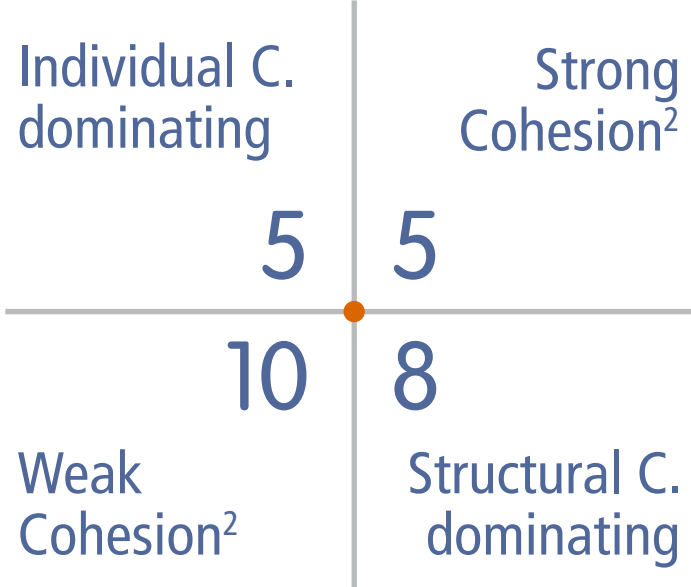 Individual C.
dominating
Strong
Cohesion²
5
5
10
8
Weak
Cohesion²
Structural C.
dominating